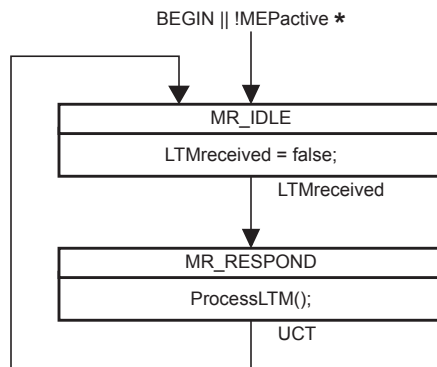 BEGIN || !MEPactive *
MR_IDLE
LTMreceived = false;
LTMreceived
MR_RESPOND
ProcessLTM();
UCT